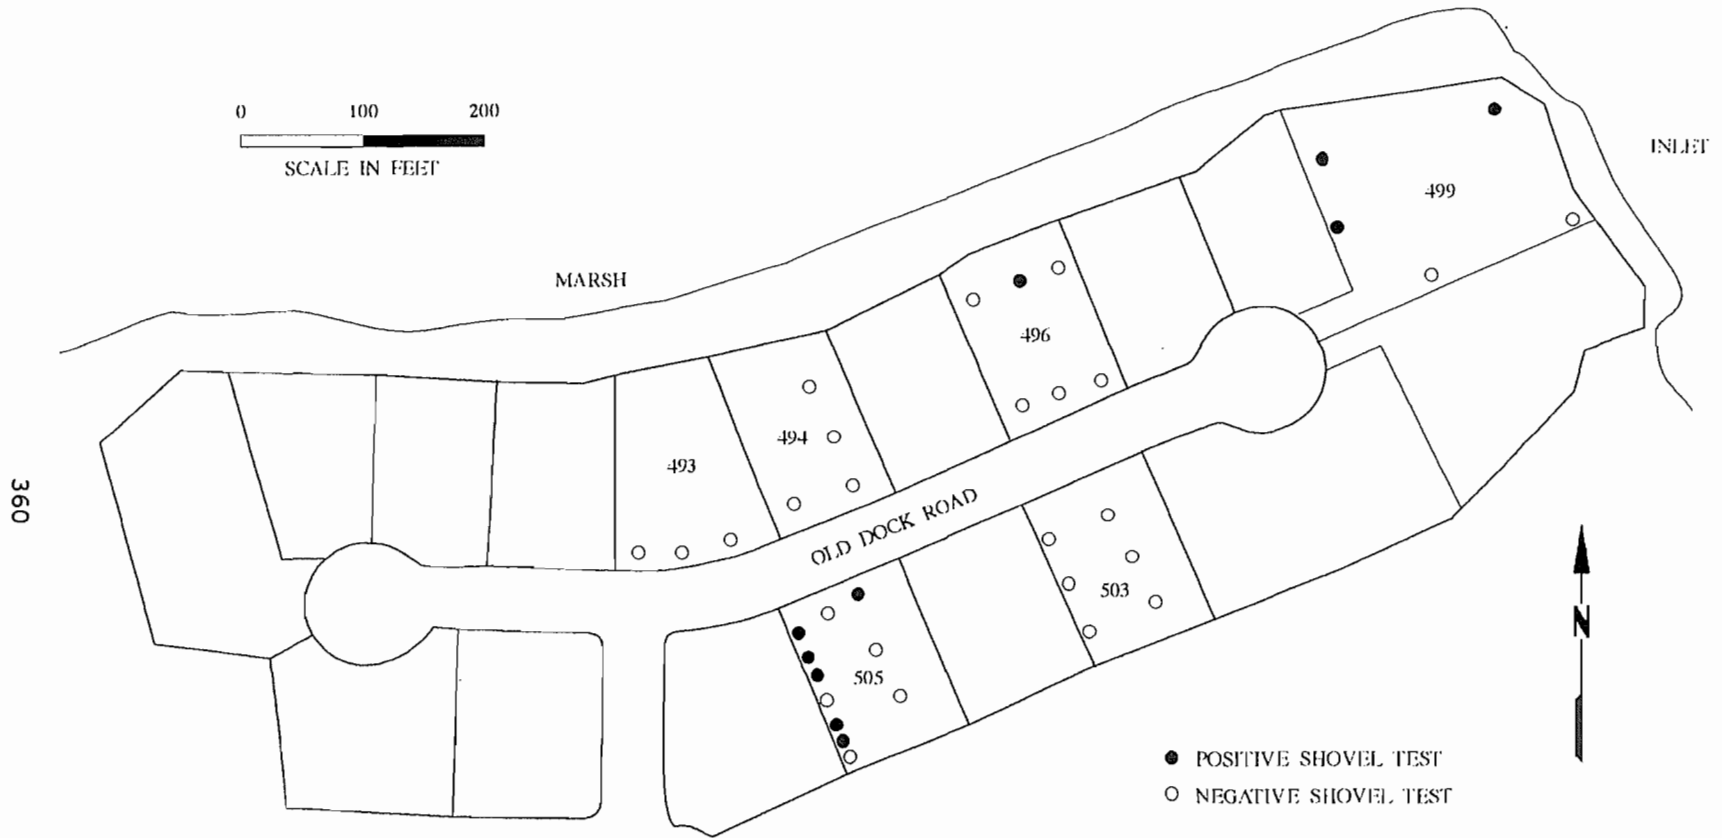 0 100 200
SCALE IN FEET
INLET
499
MARSH
496
494
493
360
OLD DOCK ROAD
503
505
N
POSITIVE SHOVEL TEST
NEGATIVE SHOVEL TEST